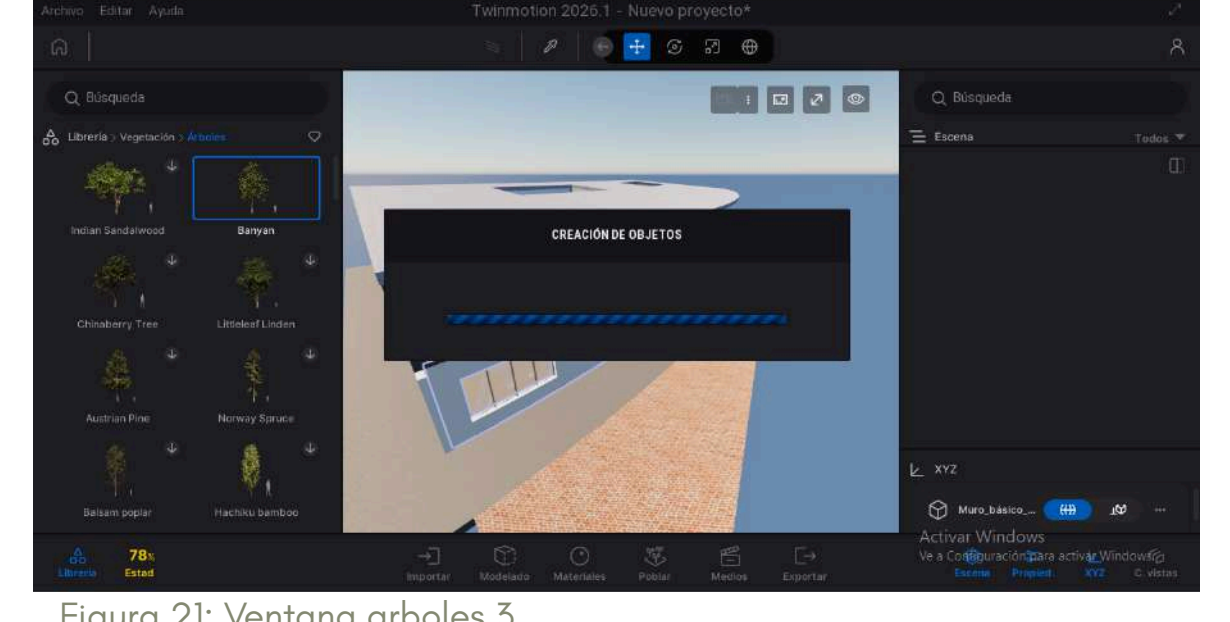 Archivo Editar Ayuda
Twinmotion 2026.1 - Nuevo proyecto*
Búsqueda
Librería > Vegetación > Árboles
Indian Sandalwood
Banyan
Chinaberry Tree
Littleleaf Linden
Austrian Pine
Norway Spruce
Balsam poplar
Hachiku bamboo
CREACIÓN DE OBJETOS
Búsqueda
Escena
Todos
XYZ
Muro_básico_... ...
Activar Windows
Ve a Configuración para activar Windows.
Librería
78%
Estad
Importar
Modelado
Materiales
Poblar
Medios
Exportar
Escena
Propied.
XYZ
C. vistas
Figura 21: Ventana arboles 3